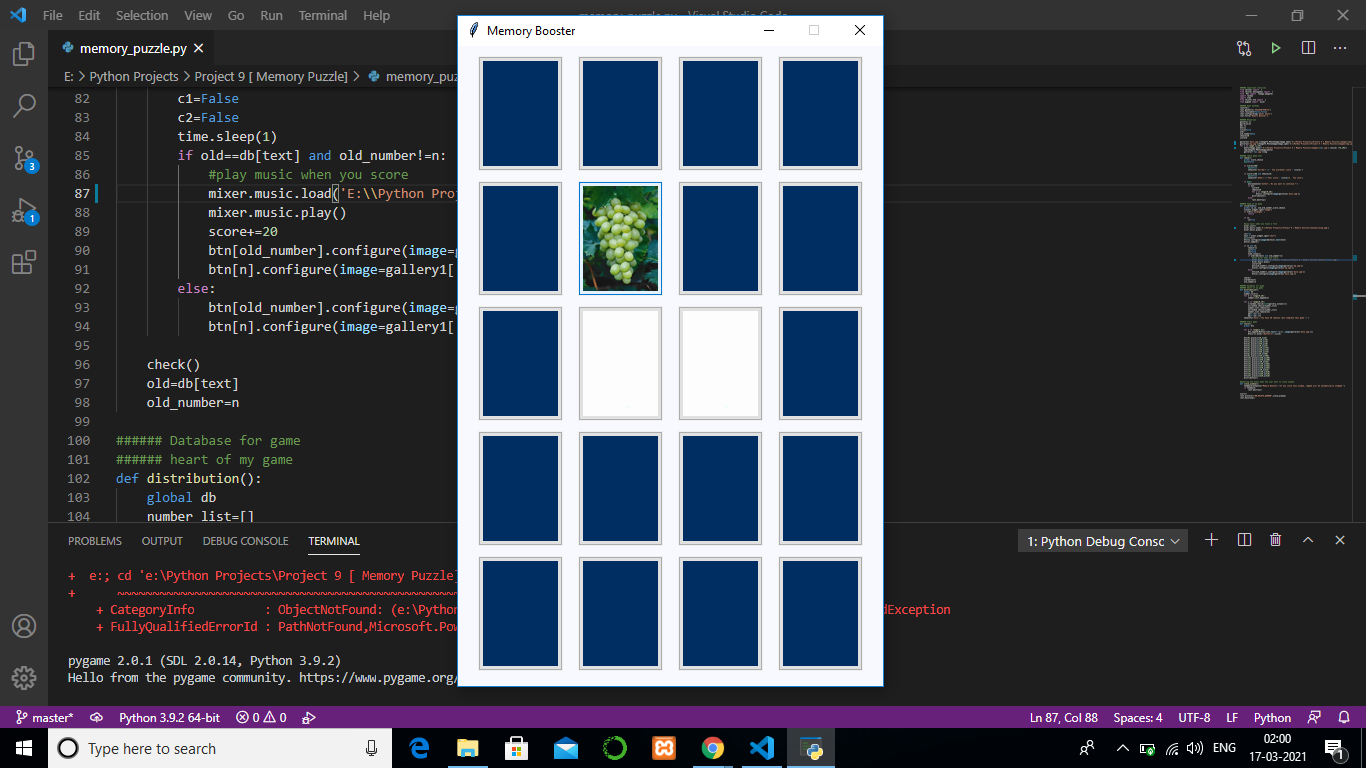 File Edit Selection View Go Run Terminal Help
memory_puzzle.py - Visual Studio Code
Memory Booster
memory_puzzle.py
E: > Python Projects > Project 9 [ Memory Puzzle] > memory_puz
82 c1=False
83 c2=False
84 time.sleep(1)
85 if old==db[text] and old_number!=n:
86 #play music when you score
87 mixer.music.load('E:\\Python Proj
88 mixer.music.play()
89 score+=20
90 btn[old_number].configure(image=g
91 btn[n].configure(image=gallery1[
92 else:
93 btn[old_number].configure(image=g
94 btn[n].configure(image=gallery1[
95
96 check()
97 old=db[text]
98 old_number=n
99
100 ###### Database for game
101 ###### heart of my game
102 def distribution():
103 global db
104 number_list=[]
PROBLEMS OUTPUT DEBUG CONSOLE TERMINAL
1: Python Debug Consc
+ e:; cd 'e:\Python Projects\Project 9 [ Memory Puzzle]
+ ~~~~~~~~~~~~~~~~~~~~~~~~~~~~~~~~~~~~~~~~~~~~~~~~
+ CategoryInfo : ObjectNotFound: (e:\Python dException
+ FullyQualifiedErrorId : PathNotFound,Microsoft.Pow
pygame 2.0.1 (SDL 2.0.14, Python 3.9.2)
Hello from the pygame community. https://www.pygame.org/
master* Python 3.9.2 64-bit 0 0 Ln 87, Col 88 Spaces: 4 UTF-8 LF Python
Type here to search
ENG
02:00
17-03-2021
3
1
1